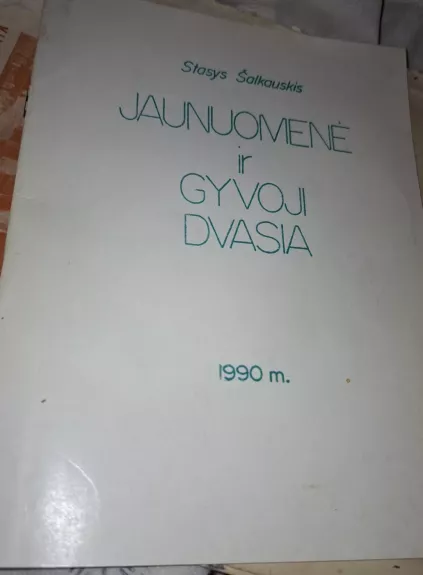 Stasys Šalkauskis
JAUNUOMENĖ
ir
GYVOJI
DVASIA
1990 m.